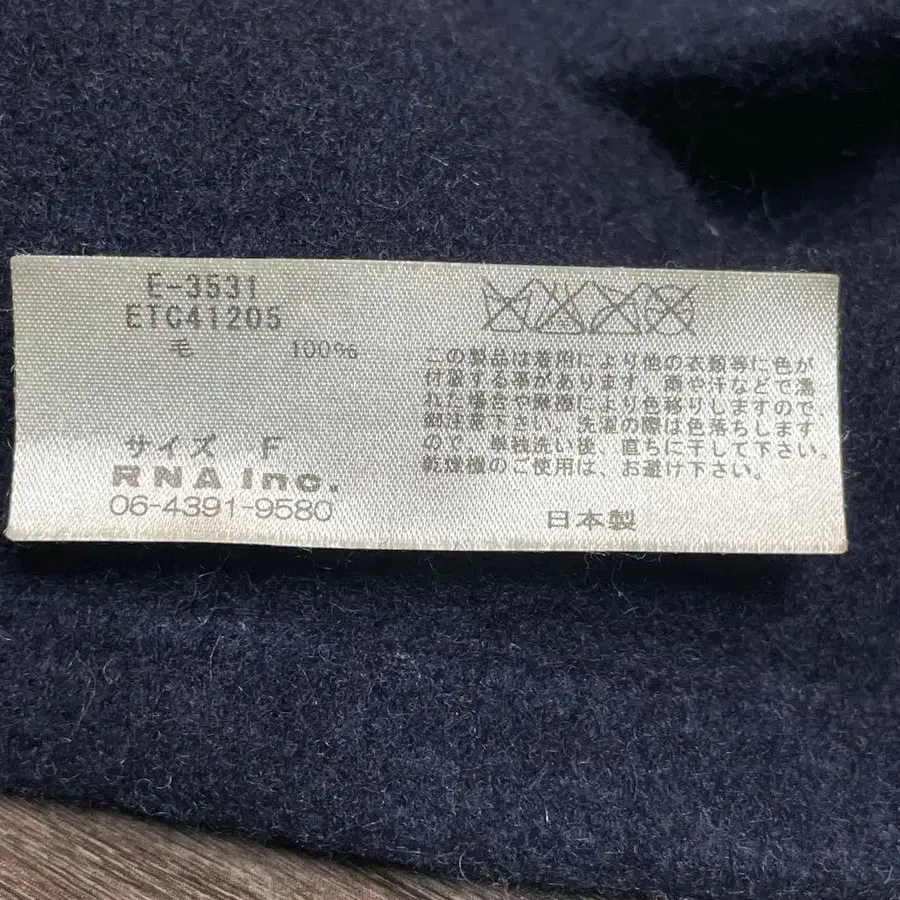 E-3531
ETC41205
毛 100%
サイズ F
RNA Inc.
06-4391-9580
この製品は着用により他の衣類等に色が
付着する事があります。雨や汗などで濡
れた場合や摩擦により色移りしますので、
御注意下さい。洗濯の際は色落ちします
ので、単独洗い後、直ちに干して下さい。
乾燥機のご使用は、お避け下さい。
日本製